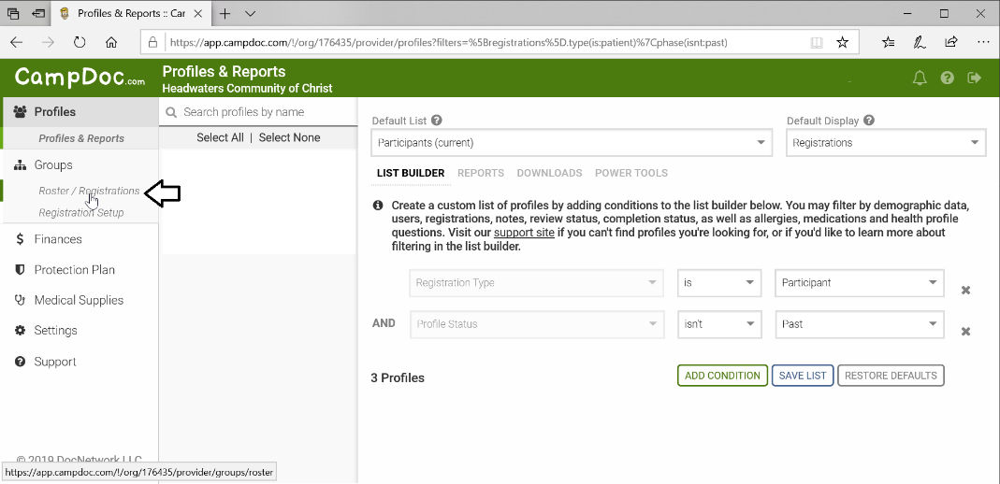 Profiles & Reports :: Car
https://app.campdoc.com/!/org/176435/provider/profiles?filters=%5Bregistrations%5D.type(is:patient)%7Cphase(isnt:past)
CampDoc.com
Profiles & Reports
Headwaters Community of Christ
Profiles
Profiles & Reports
Groups
Roster / Registrations
Registration Setup
Finances
Protection Plan
Medical Supplies
Settings
Support
© 2019 DocNetwork LLC
https://app.campdoc.com/!/org/176435/provider/groups/roster
Search profiles by name
Select All | Select None
Default List
Default Display
Participants (current)
Registrations
LIST BUILDER REPORTS DOWNLOADS POWER TOOLS
Create a custom list of profiles by adding conditions to the list builder below. You may filter by demographic data,
users, registrations, notes, review status, completion status, as well as allergies, medications and health profile
questions. Visit our support site if you can't find profiles you're looking for, or if you'd like to learn more about
filtering in the list builder.
Registration Type is Participant
AND Profile Status isn't Past
3 Profiles ADD CONDITION SAVE LIST RESTORE DEFAULTS